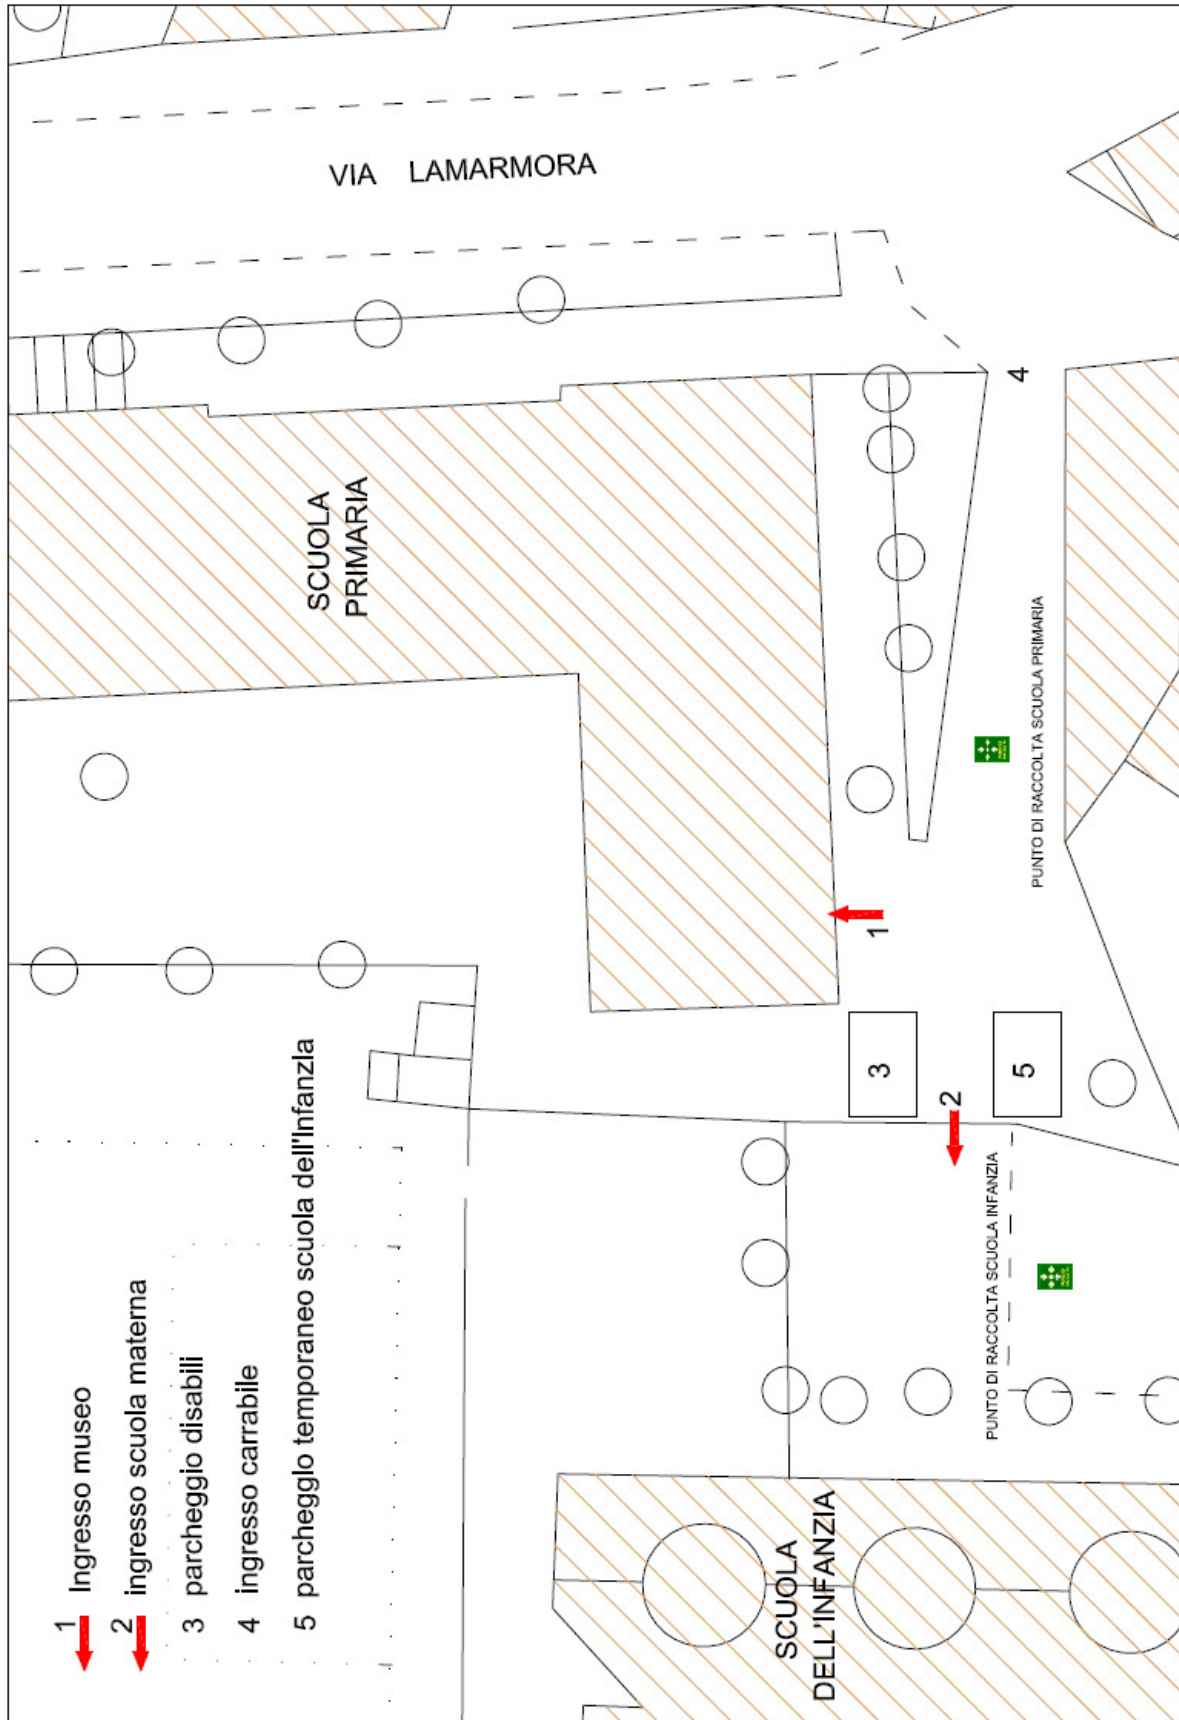 VIA LAMARMORA
SCUOLA
PRIMARIA
4
PUNTO DI RACCOLTA SCUOLA PRIMARIA
1
3
2
5
PUNTO DI RACCOLTA SCUOLA INFANZIA
SCUOLA
DELL'INFANZIA
1 Ingresso museo
2 ingresso scuola materna
3 parcheggio disabili
4 ingresso carrabile
5 parcheggIo temporaneo scuola dell'Infanzla